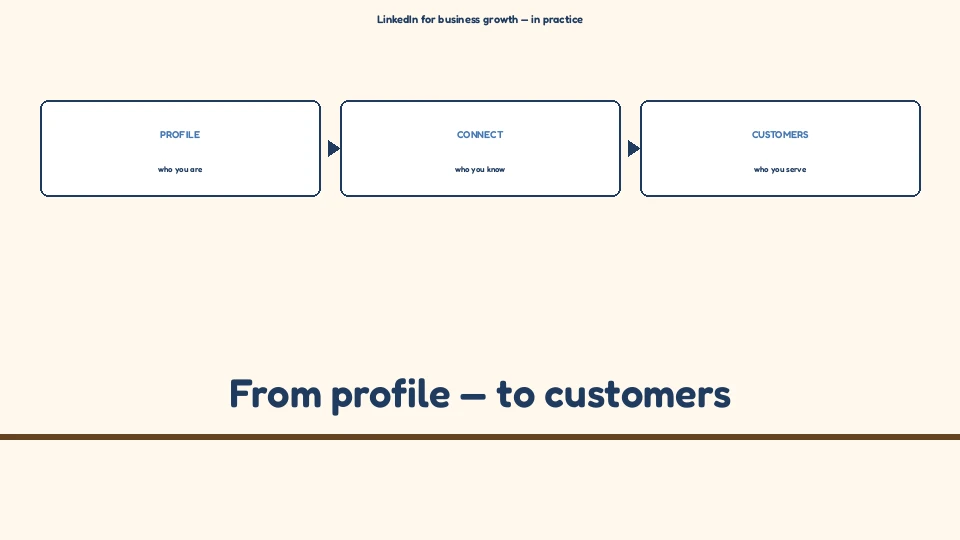 LinkedIn for business growth — in practice
PROFILE
who you are
CONNECT
who you know
CUSTOMERS
who you serve
From profile — to customers